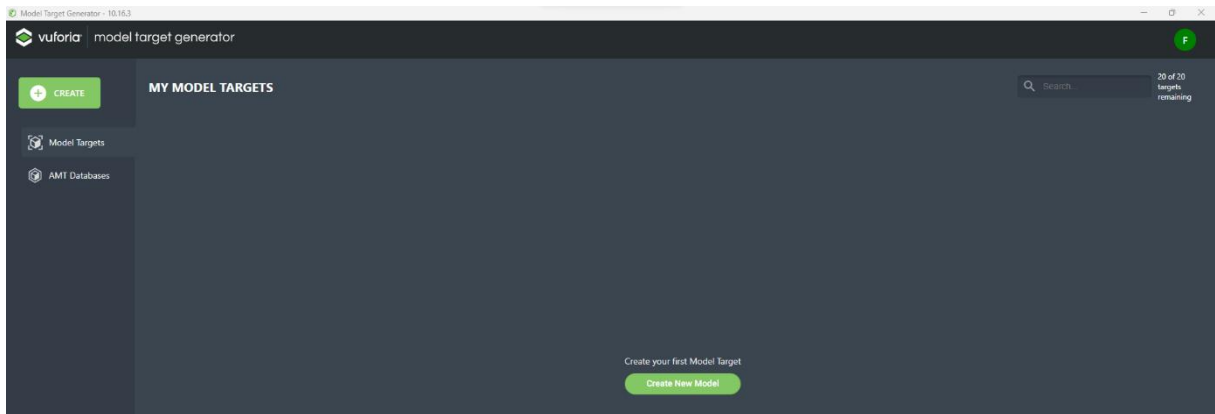 Model Target Generator - 10.16.3
vuforia model target generator
F
CREATE
MY MODEL TARGETS
Search...
20 of 20
targets
remaining
Model Targets
AMT Databases
Create your first Model Target
Create New Model